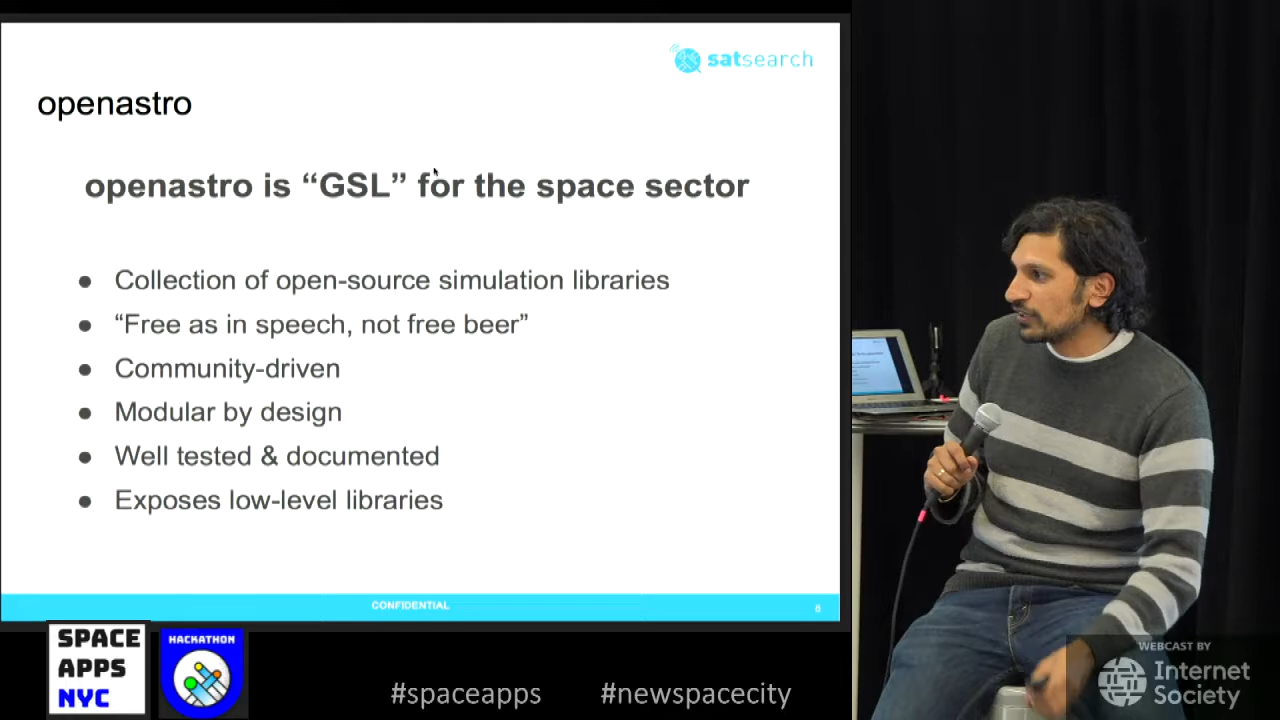 satsearch
openastro
openastro is “GSL” for the space sector
● Collection of open-source simulation libraries
● “Free as in speech, not free beer”
● Community-driven
● Modular by design
● Well tested & documented
● Exposes low-level libraries
CONFIDENTIAL
SPACE
APPS
NYC
HACKATHON
#spaceapps
#newspacecity
WEBCAST BY
Internet
Society